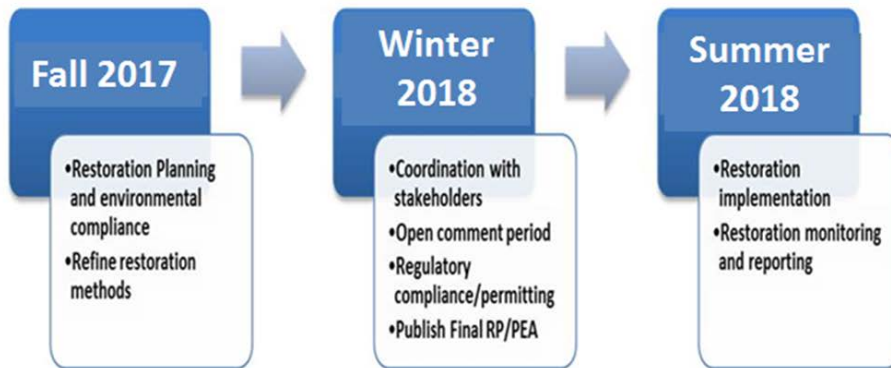 Fall 2017
•Restoration Planning
and environmental
compliance
•Refine restoration
methods
Winter
2018
•Coordination with
stakeholders
•Open comment period
•Regulatory
compliance/permitting
•Publish Final RP/PEA
Summer
2018
•Restoration
implementation
•Restoration monitoring
and reporting